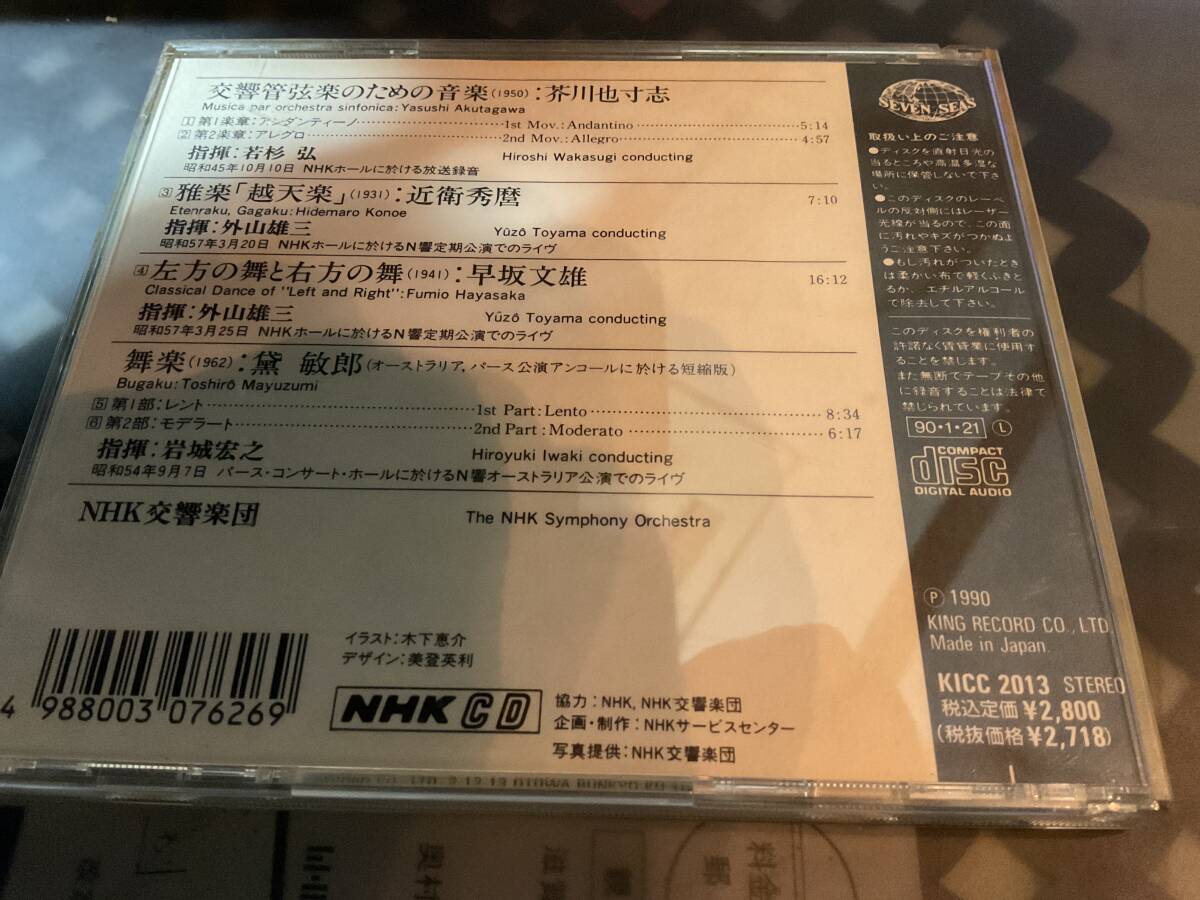 交響管弦楽のための音楽(1950):芥川也寸志
Musica par orchestra sinfonica:Yasushi Akutagawa
1 第1楽章:アンダンティーノ……1st Mov.:Andantino……5:14
2 第2楽章:アレグロ……2nd Mov.:Allegro……4:57
指揮:若杉 弘 Hiroshi Wakasugi conducting
昭和45年10月10日 NHKホールに於ける放送録音
3 雅楽「越天楽」(1931):近衛秀麿 7:10
Etenraku, Gagaku:Hidemaro Konoe
指揮:外山雄三 Yūzō Toyama conducting
昭和57年3月20日 NHKホールに於けるN響定期公演でのライヴ
4 左方の舞と右方の舞(1941):早坂文雄 16:12
Classical Dance of "Left and Right":Fumio Hayasaka
指揮:外山雄三 Yūzō Toyama conducting
昭和57年3月25日 NHKホールに於けるN響定期公演でのライヴ
舞楽(1962):黛 敏郎(オーストラリア,パース公演アンコールに於ける短縮版)
Bugaku:Toshirō Mayuzumi
5 第1部:レント……1st Part:Lento……8:34
6 第2部:モデラート……2nd Part:Moderato……6:17
指揮:岩城宏之 Hiroyuki Iwaki conducting
昭和54年9月7日 パース・コンサート・ホールに於けるN響オーストラリア公演でのライヴ
NHK交響楽団 The NHK Symphony Orchestra
イラスト:木下恵介
デザイン:美登英利
4 988003 076269
NHK CD
協力:NHK, NHK交響楽団
企画・制作:NHKサービスセンター
写真提供:NHK交響楽団
SEVEN SEAS
取扱い上のご注意
●ディスクを直射日光の
当るところや高温多湿な
場所に保管しないで下さ
い。
●このディスクのレーベ
ルの反対側にはレーザー
光線が当るので、この面
に汚れやキズがつかぬよ
うご注意下さい。
●もし汚れがついたとき
は柔かい布で軽くふきと
るか、エチルアルコール
で除去して下さい。
このディスクを権利者の
許諾なく賃貸業に使用す
ることを禁じます。
また無断でテープその他
に録音することは法律で
禁じられています。
90・1・21 L
COMPACT
disc
DIGITAL AUDIO
Ⓟ 1990
KING RECORD CO., LTD.
Made in Japan.
KICC 2013 STEREO
税込定価¥2,800
(税抜価格¥2,718)
料金
郵